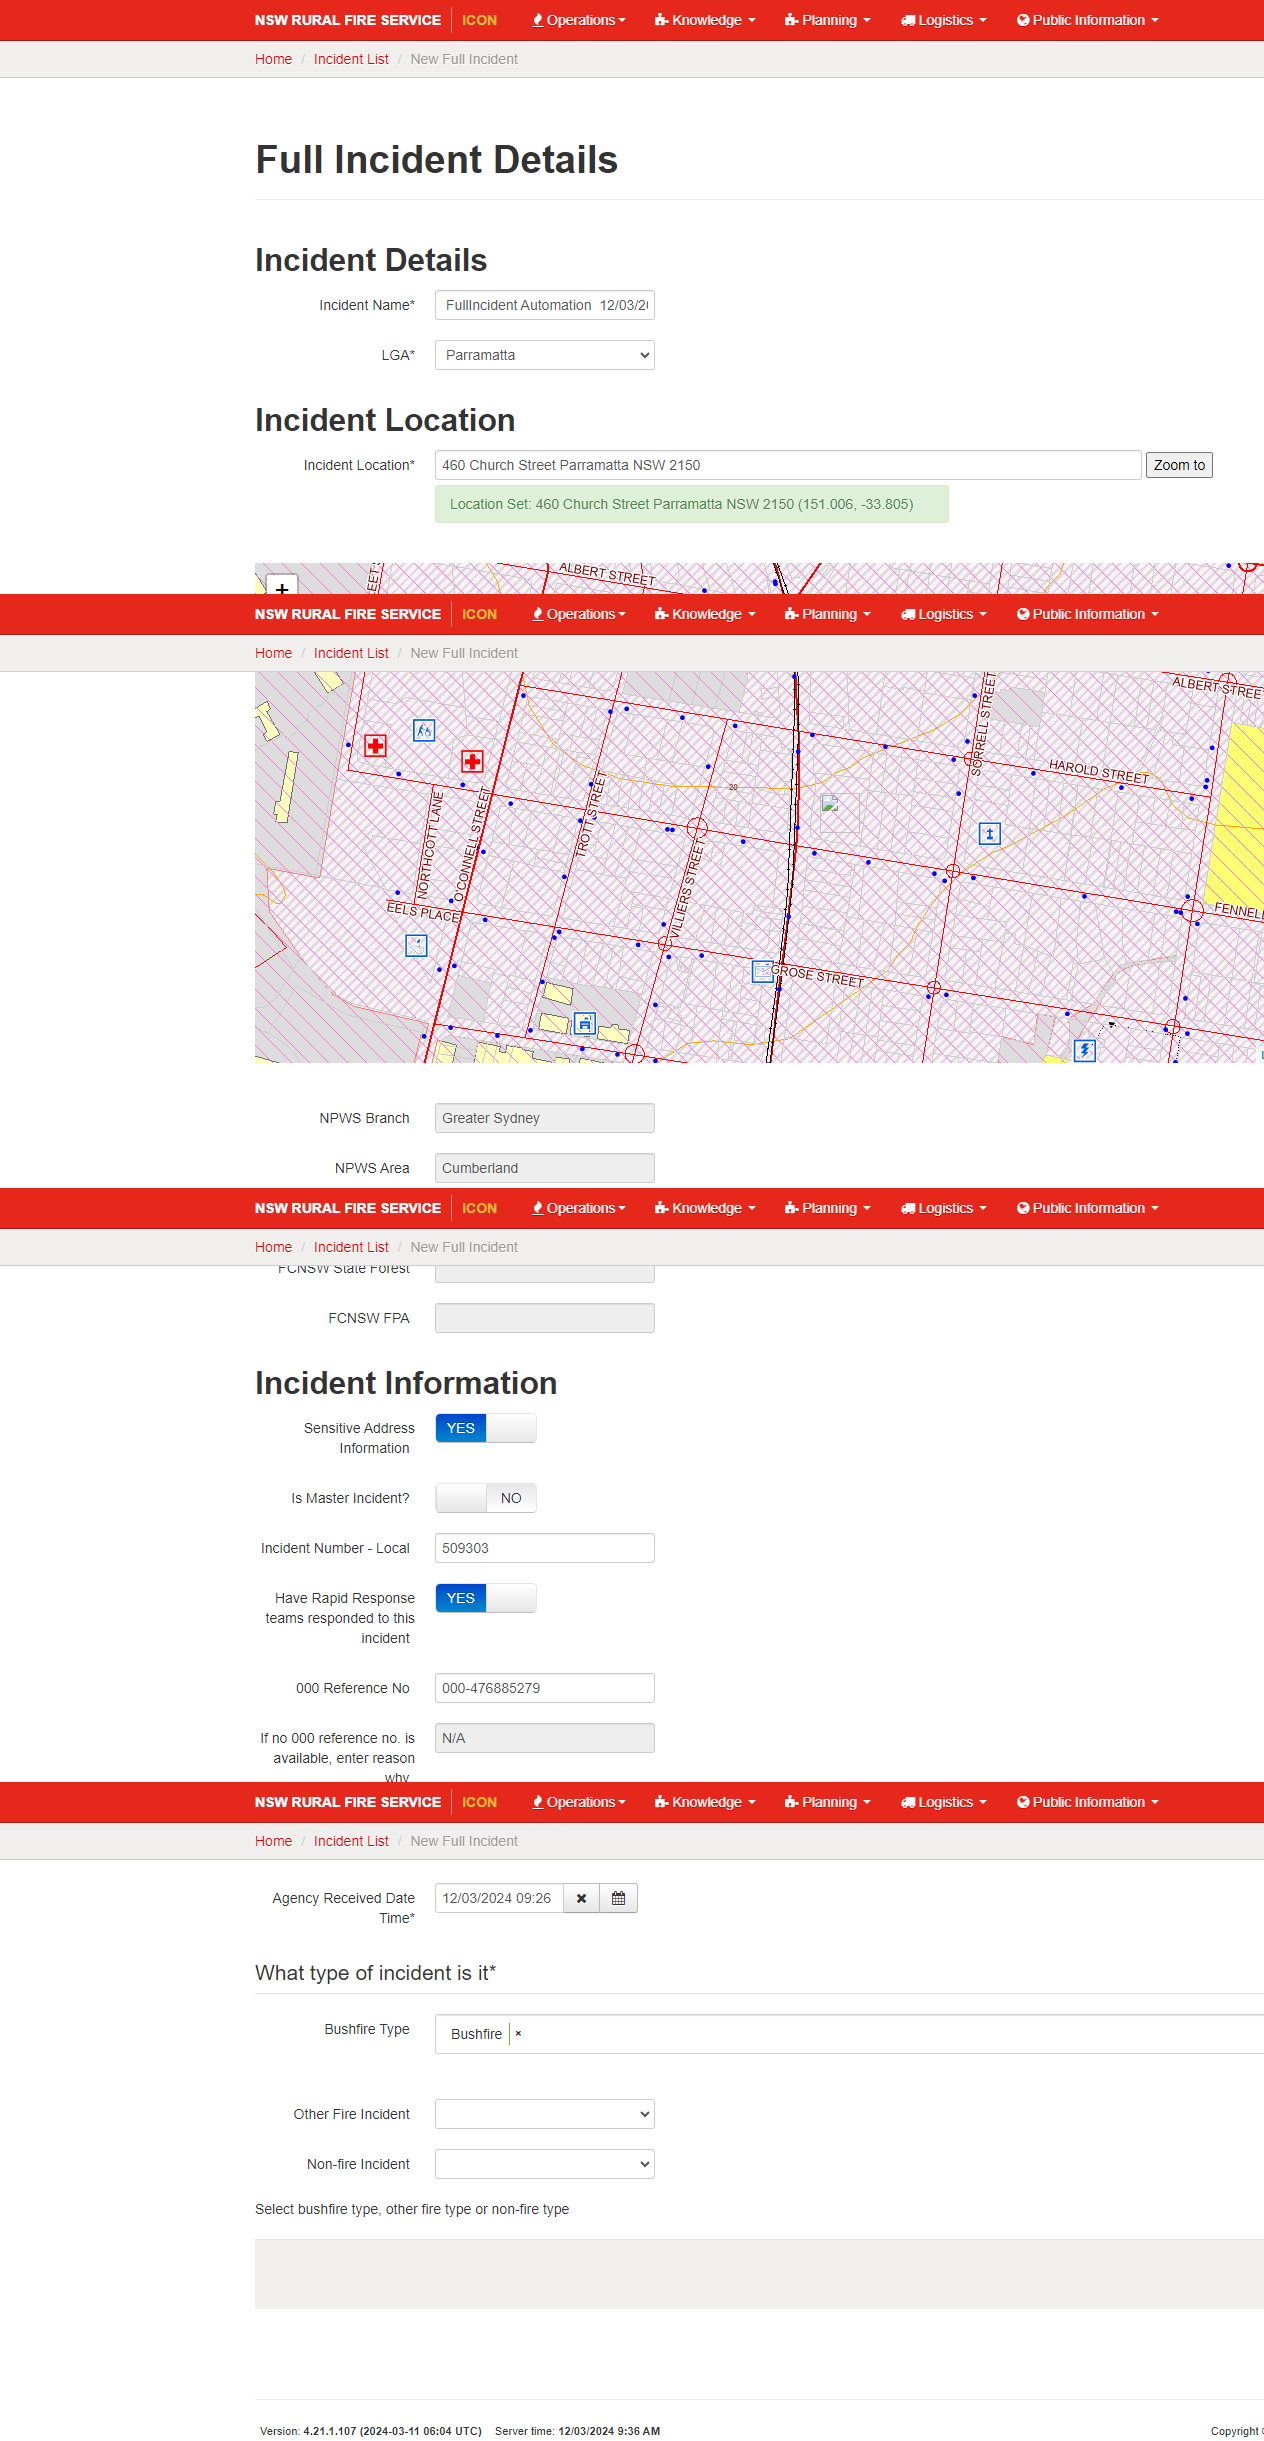 NSW RURAL FIRE SERVICE ICON Operations Knowledge Planning Logistics Public Information
Home / Incident List / New Full Incident
Full Incident Details
Incident Details
Incident Name* FullIncident Automation 12/03/20
LGA* Parramatta
Incident Location
Incident Location* 460 Church Street Parramatta NSW 2150 Zoom to
Location Set: 460 Church Street Parramatta NSW 2150 (151.006, -33.805)
+
ALBERT STREET
NSW RURAL FIRE SERVICE ICON Operations Knowledge Planning Logistics Public Information
Home / Incident List / New Full Incident
ALBERT STREE
SORRELL STREET
HAROLD STREET
20
NORTHCOTT LANE
O'CONNELL STREET
TROTT STREET
VILLIERS STREET
EELS PLACE
FENNEL
GROSE STREET
NPWS Branch Greater Sydney
NPWS Area Cumberland
NSW RURAL FIRE SERVICE ICON Operations Knowledge Planning Logistics Public Information
Home / Incident List / New Full Incident
FCNSW State Forest
FCNSW FPA
Incident Information
Sensitive Address
Information YES
Is Master Incident? NO
Incident Number - Local 509303
Have Rapid Response YES
teams responded to this
incident
000 Reference No 000-476885279
If no 000 reference no. is N/A
available, enter reason
why
NSW RURAL FIRE SERVICE ICON Operations Knowledge Planning Logistics Public Information
Home / Incident List / New Full Incident
Agency Received Date 12/03/2024 09:26
Time*
What type of incident is it*
Bushfire Type Bushfire ×
Other Fire Incident
Non-fire Incident
Select bushfire type, other fire type or non-fire type
Version: 4.21.1.107 (2024-03-11 06:04 UTC) Server time: 12/03/2024 9:36 AM Copyright ©